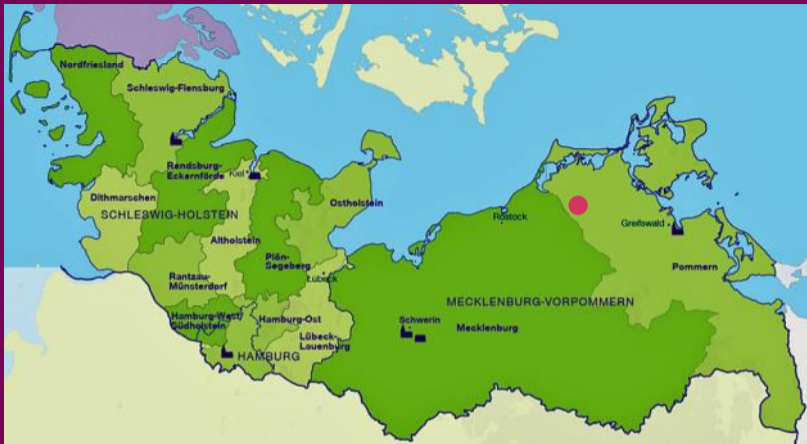 Nordfriesland
Schleswig-Flensburg
Rendsburg-
Eckernförde
Kiel
Dithmarschen
SCHLESWIG-HOLSTEIN
Ostholstein
Altholstein
Plön-
Segeberg
Lübeck
Rantzau-
Münsterdorf
Hamburg-West/
Südholstein
Hamburg-Ost
Lübeck-
Lauenburg
HAMBURG
Rostock
Greifswald
Pommern
MECKLENBURG-VORPOMMERN
Schwerin
Mecklenburg